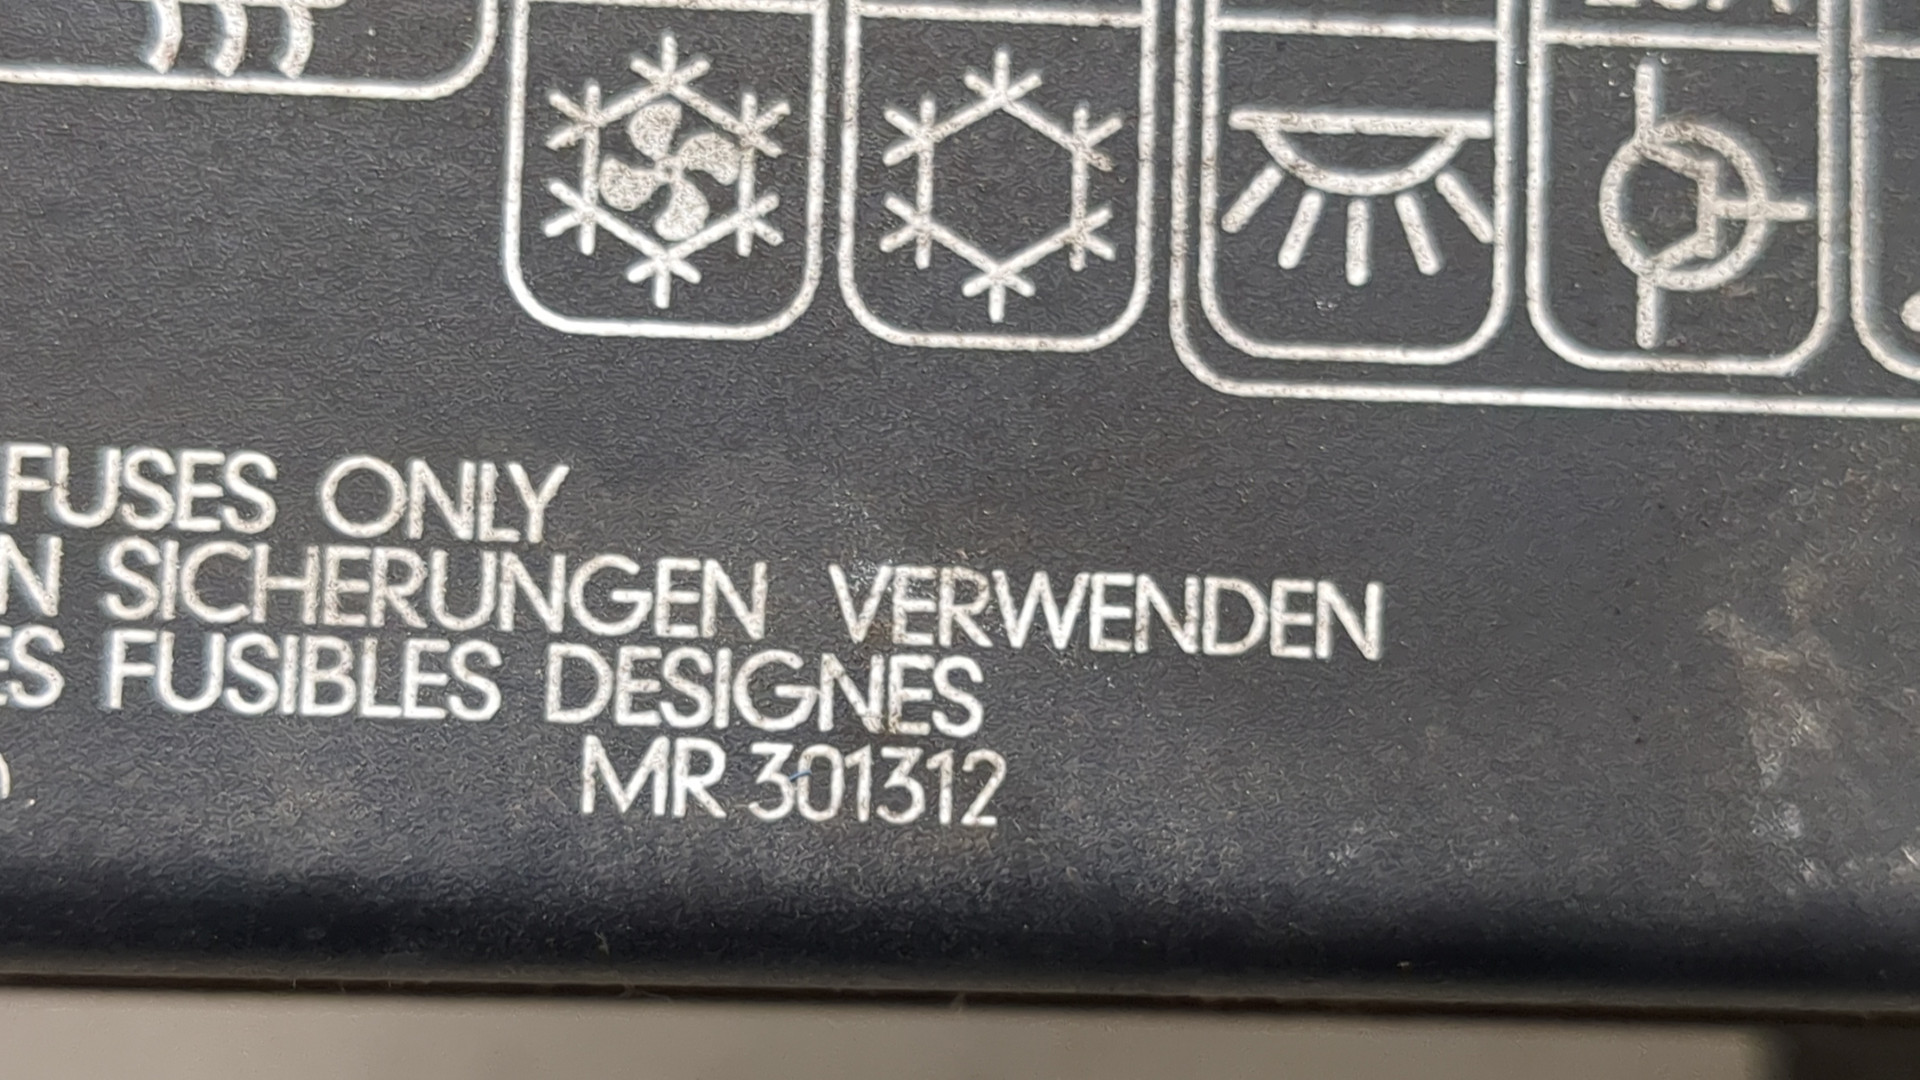 FUSES ONLY
N SICHERUNGEN VERWENDEN
ES FUSIBLES DESIGNES
MR 301312